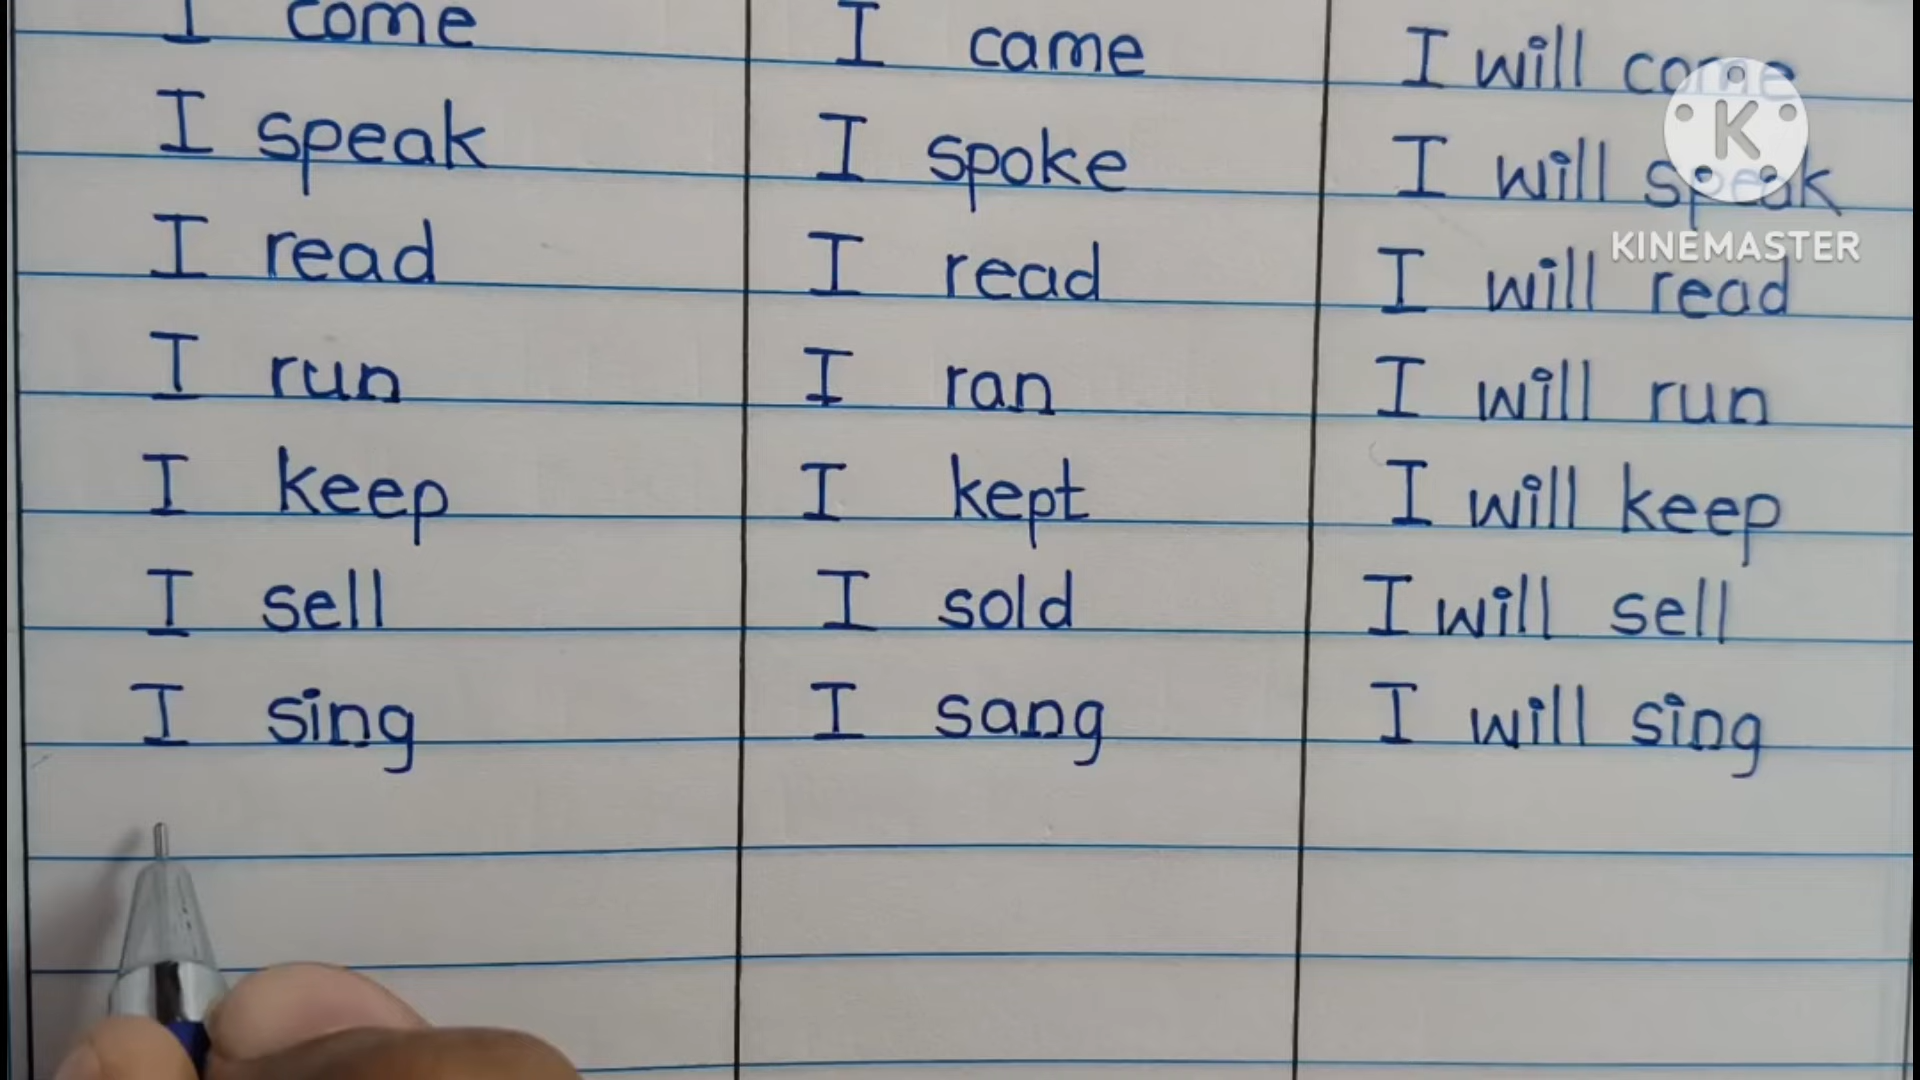 I come I came I will come
I speak I spoke I will speak
I read I read I will read
I run I ran I will run
I keep I kept I will keep
I sell I sold I will sell
I sing I sang I will sing
K
KINEMASTER